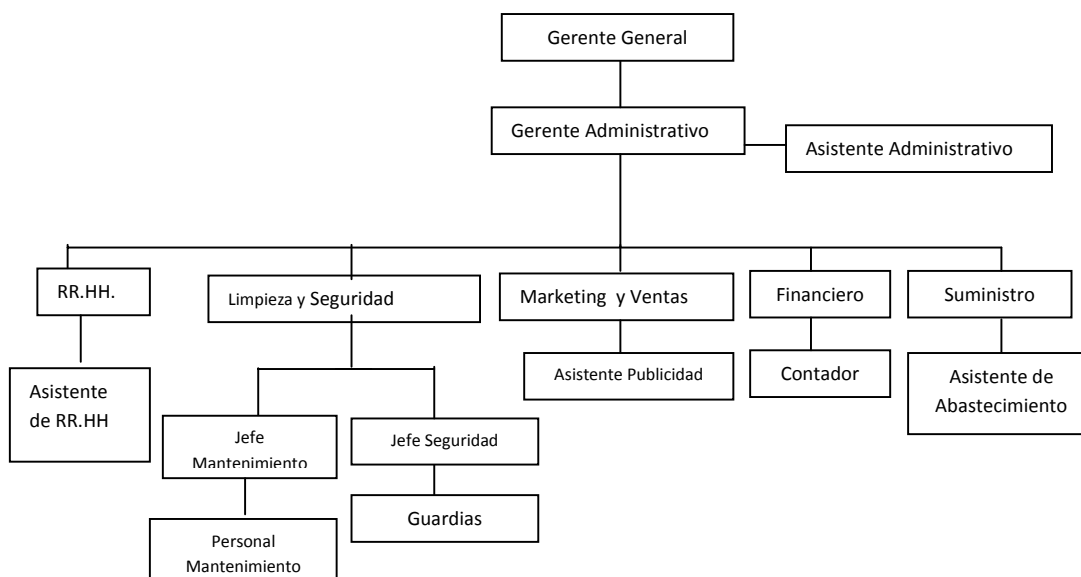 Gerente General
Gerente Administrativo
Asistente Administrativo
RR.HH.
Limpieza y Seguridad
Marketing y Ventas
Financiero
Suministro
Asistente
de RR.HH
Asistente Publicidad
Contador
Asistente de
Abastecimiento
Jefe
Mantenimiento
Jefe Seguridad
Guardias
Personal
Mantenimiento